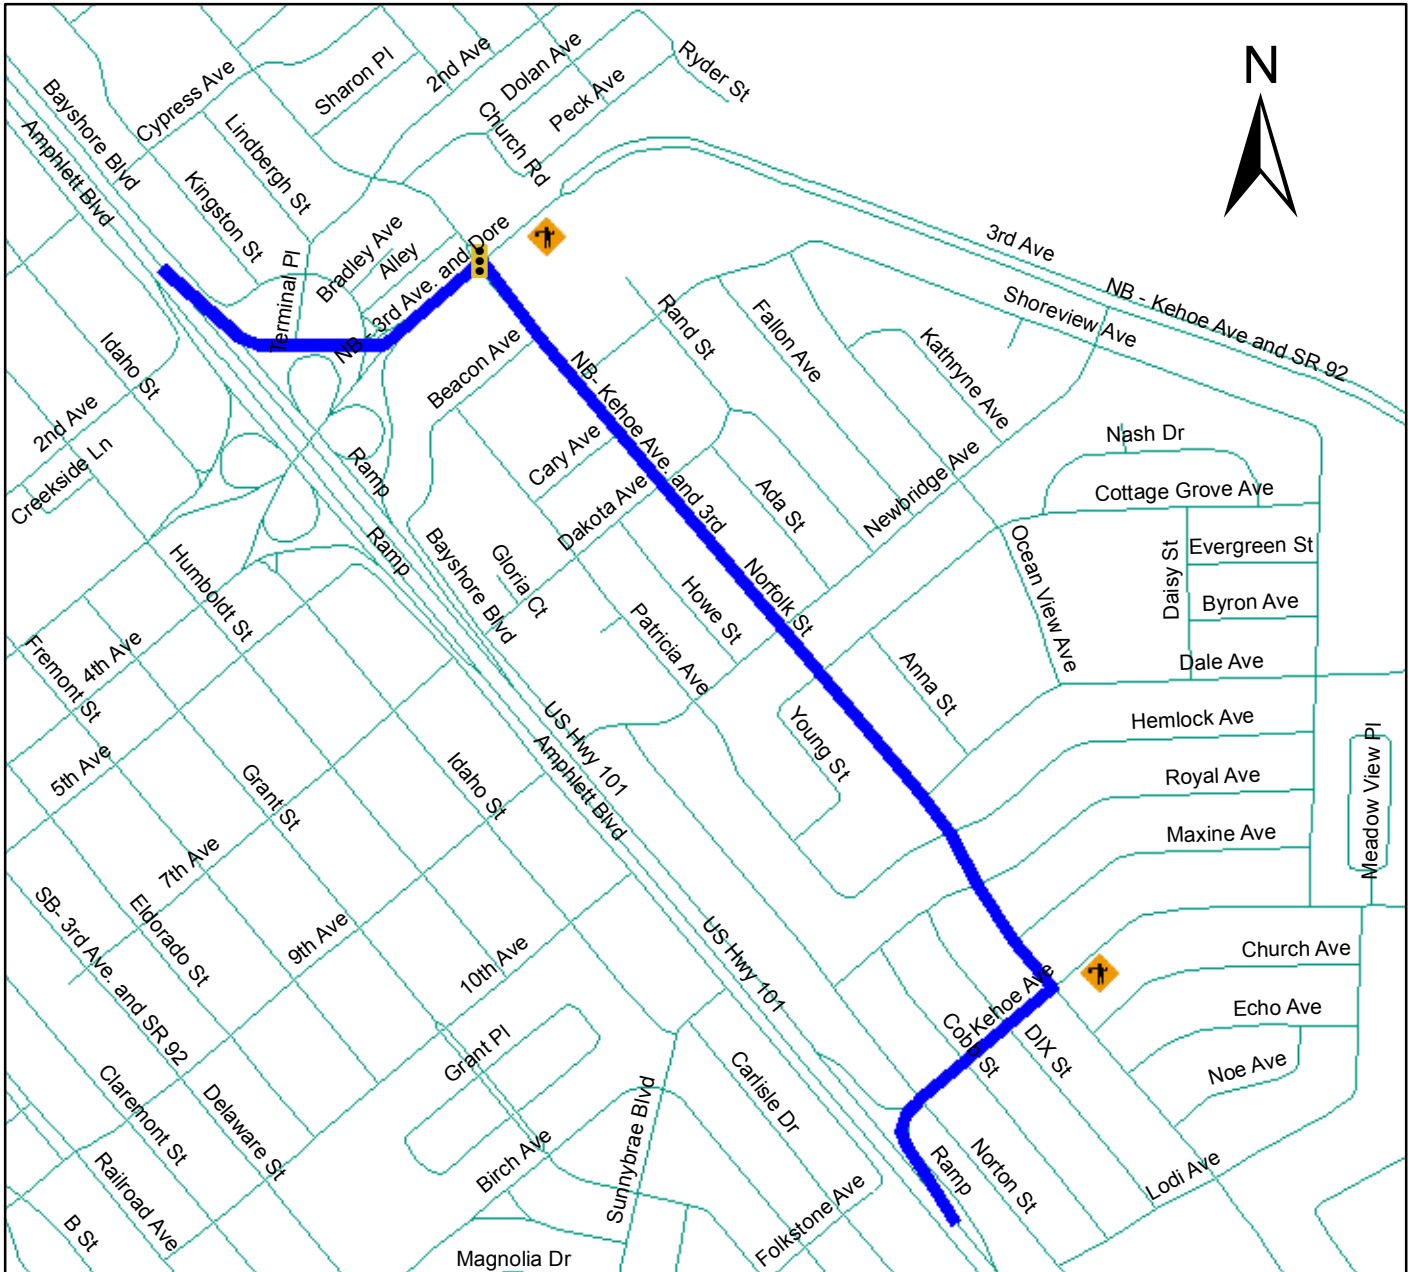 N
Bayshore Blvd
Amphlett Blvd
Cypress Ave
Sharon Pl
2nd Ave
Dolan Ave
Ryder St
Peck Ave
Church Rd
Lindbergh St
Kingston St
Bradley Ave
Alley
Terminal Pl
NB - 3rd Ave. and Dore
3rd Ave
NB - Kehoe Ave and SR 92
Shoreview Ave
Rand St
Fallon Ave
Kathryne Ave
Idaho St
2nd Ave
Creekside Ln
Beacon Ave
NB- Kehoe Ave. and 3rd
Cary Ave
Dakota Ave
Ada St
Newbridge Ave
Nash Dr
Cottage Grove Ave
Evergreen St
Daisy St
Byron Ave
Dale Ave
Ocean View Ave
Ramp
Ramp
Bayshore Blvd
Gloria Ct
Humboldt St
Norfolk St
Howe St
Patricia Ave
Anna St
Young St
Fremont St
4th Ave
5th Ave
US Hwy 101
Amphlett Blvd
Idaho St
Grant St
Hemlock Ave
Royal Ave
Maxine Ave
Meadow View Pl
7th Ave
Eldorado St
9th Ave
10th Ave
SB- 3rd Ave. and SR 92
US Hwy 101
Church Ave
Echo Ave
Noe Ave
Kehoe Ave
Cobb St
DIX St
Grant Pl
Carlisle Dr
Claremont St
Delaware St
Birch Ave
Sunnybrae Blvd
Ramp
Norton St
Lodi Ave
Railroad Ave
B St
Folkstone Ave
Magnolia Dr